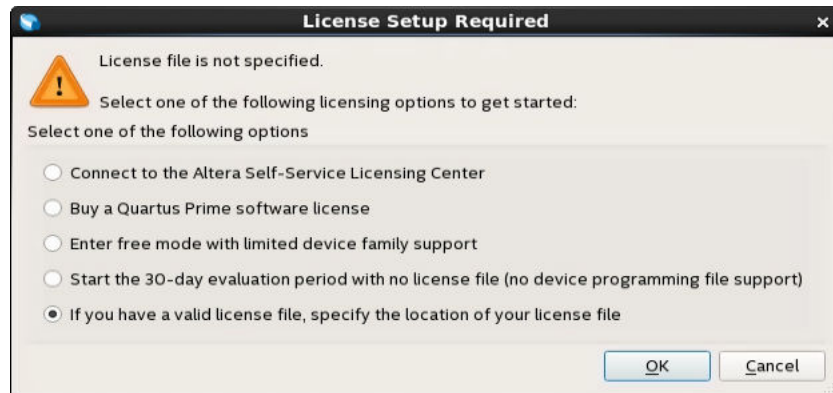 License Setup Required
License file is not specified.
Select one of the following licensing options to get started:
Select one of the following options
Connect to the Altera Self-Service Licensing Center
Buy a Quartus Prime software license
Enter free mode with limited device family support
Start the 30-day evaluation period with no license file (no device programming file support)
If you have a valid license file, specify the location of your license file
OK Cancel